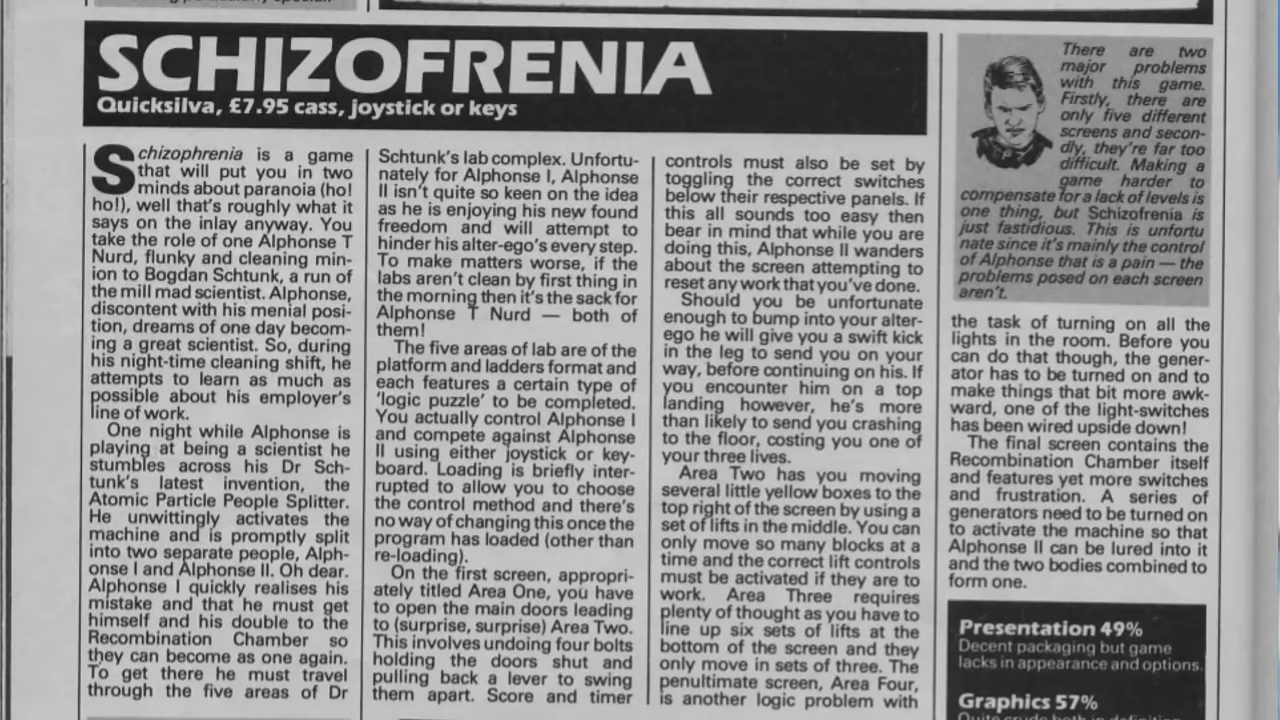 SCHIZOFRENIA
Quicksilva, £7.95 cass, joystick or keys
Schizophrenia is a game
that will put you in two
minds about paranoia (ho!
ho!), well that's roughly what it
says on the inlay anyway. You
take the role of one Alphonse T
Nurd, flunky and cleaning min-
ion to Bogdan Schtunk, a run of
the mill mad scientist. Alphonse,
discontent with his menial posi-
tion, dreams of one day becom-
ing a great scientist. So, during
his night-time cleaning shift, he
attempts to learn as much as
possible about his employer's
line of work.
One night while Alphonse is
playing at being a scientist he
stumbles across his Dr Sch-
tunk's latest invention, the
Atomic Particle People Splitter.
He unwittingly activates the
machine and is promptly split
into two separate people, Alph-
onse I and Alphonse II. Oh dear.
Alphonse I quickly realises his
mistake and that he must get
himself and his double to the
Recombination Chamber so
they can become as one again.
To get there he must travel
through the five areas of Dr
Schtunk's lab complex. Unfortu-
nately for Alphonse I, Alphonse
II isn't quite so keen on the idea
as he is enjoying his new found
freedom and will attempt to
hinder his alter-ego's every step.
To make matters worse, if the
labs aren't clean by first thing in
the morning then it's the sack for
Alphonse T Nurd — both of
them!
The five areas of lab are of the
platform and ladders format and
each features a certain type of
'logic puzzle' to be completed.
You actually control Alphonse I
and compete against Alphonse
II using either joystick or key-
board. Loading is briefly inter-
rupted to allow you to choose
the control method and there's
no way of changing this once the
program has loaded (other than
re-loading).
On the first screen, appropri-
ately titled Area One, you have
to open the main doors leading
to (surprise, surprise) Area Two.
This involves undoing four bolts
holding the doors shut and
pulling back a lever to swing
them apart. Score and timer
controls must also be set by
toggling the correct switches
below their respective panels. If
this all sounds too easy then
bear in mind that while you are
doing this, Alphonse II wanders
about the screen attempting to
reset any work that you've done.
Should you be unfortunate
enough to bump into your alter-
ego he will give you a swift kick
in the leg to send you on your
way, before continuing on his. If
you encounter him on a top
landing however, he's more
than likely to send you crashing
to the floor, costing you one of
your three lives.
Area Two has you moving
several little yellow boxes to the
top right of the screen by using a
set of lifts in the middle. You can
only move so many blocks at a
time and the correct lift controls
must be activated if they are to
work. Area Three requires
plenty of thought as you have to
line up six sets of lifts at the
bottom of the screen and they
only move in sets of three. The
penultimate screen, Area Four,
is another logic problem with
There are two
major problems
with this game.
Firstly, there are
only five different
screens and secon-
dly, they're far too
difficult. Making a
game harder to
compensate for a lack of levels is
one thing, but Schizofrenia is
just fastidious. This is unfortu
nate since it's mainly the control
of Alphonse that is a pain — the
problems posed on each screen
aren't.
the task of turning on all the
lights in the room. Before you
can do that though, the gener-
ator has to be turned on and to
make things that bit more awk-
ward, one of the light-switches
has been wired upside down!
The final screen contains the
Recombination Chamber itself
and features yet more switches
and frustration. A series of
generators need to be turned on
to activate the machine so that
Alphonse II can be lured into it
and the two bodies combined to
form one.
Presentation 49%
Decent packaging but game
lacks in appearance and options.
Graphics 57%